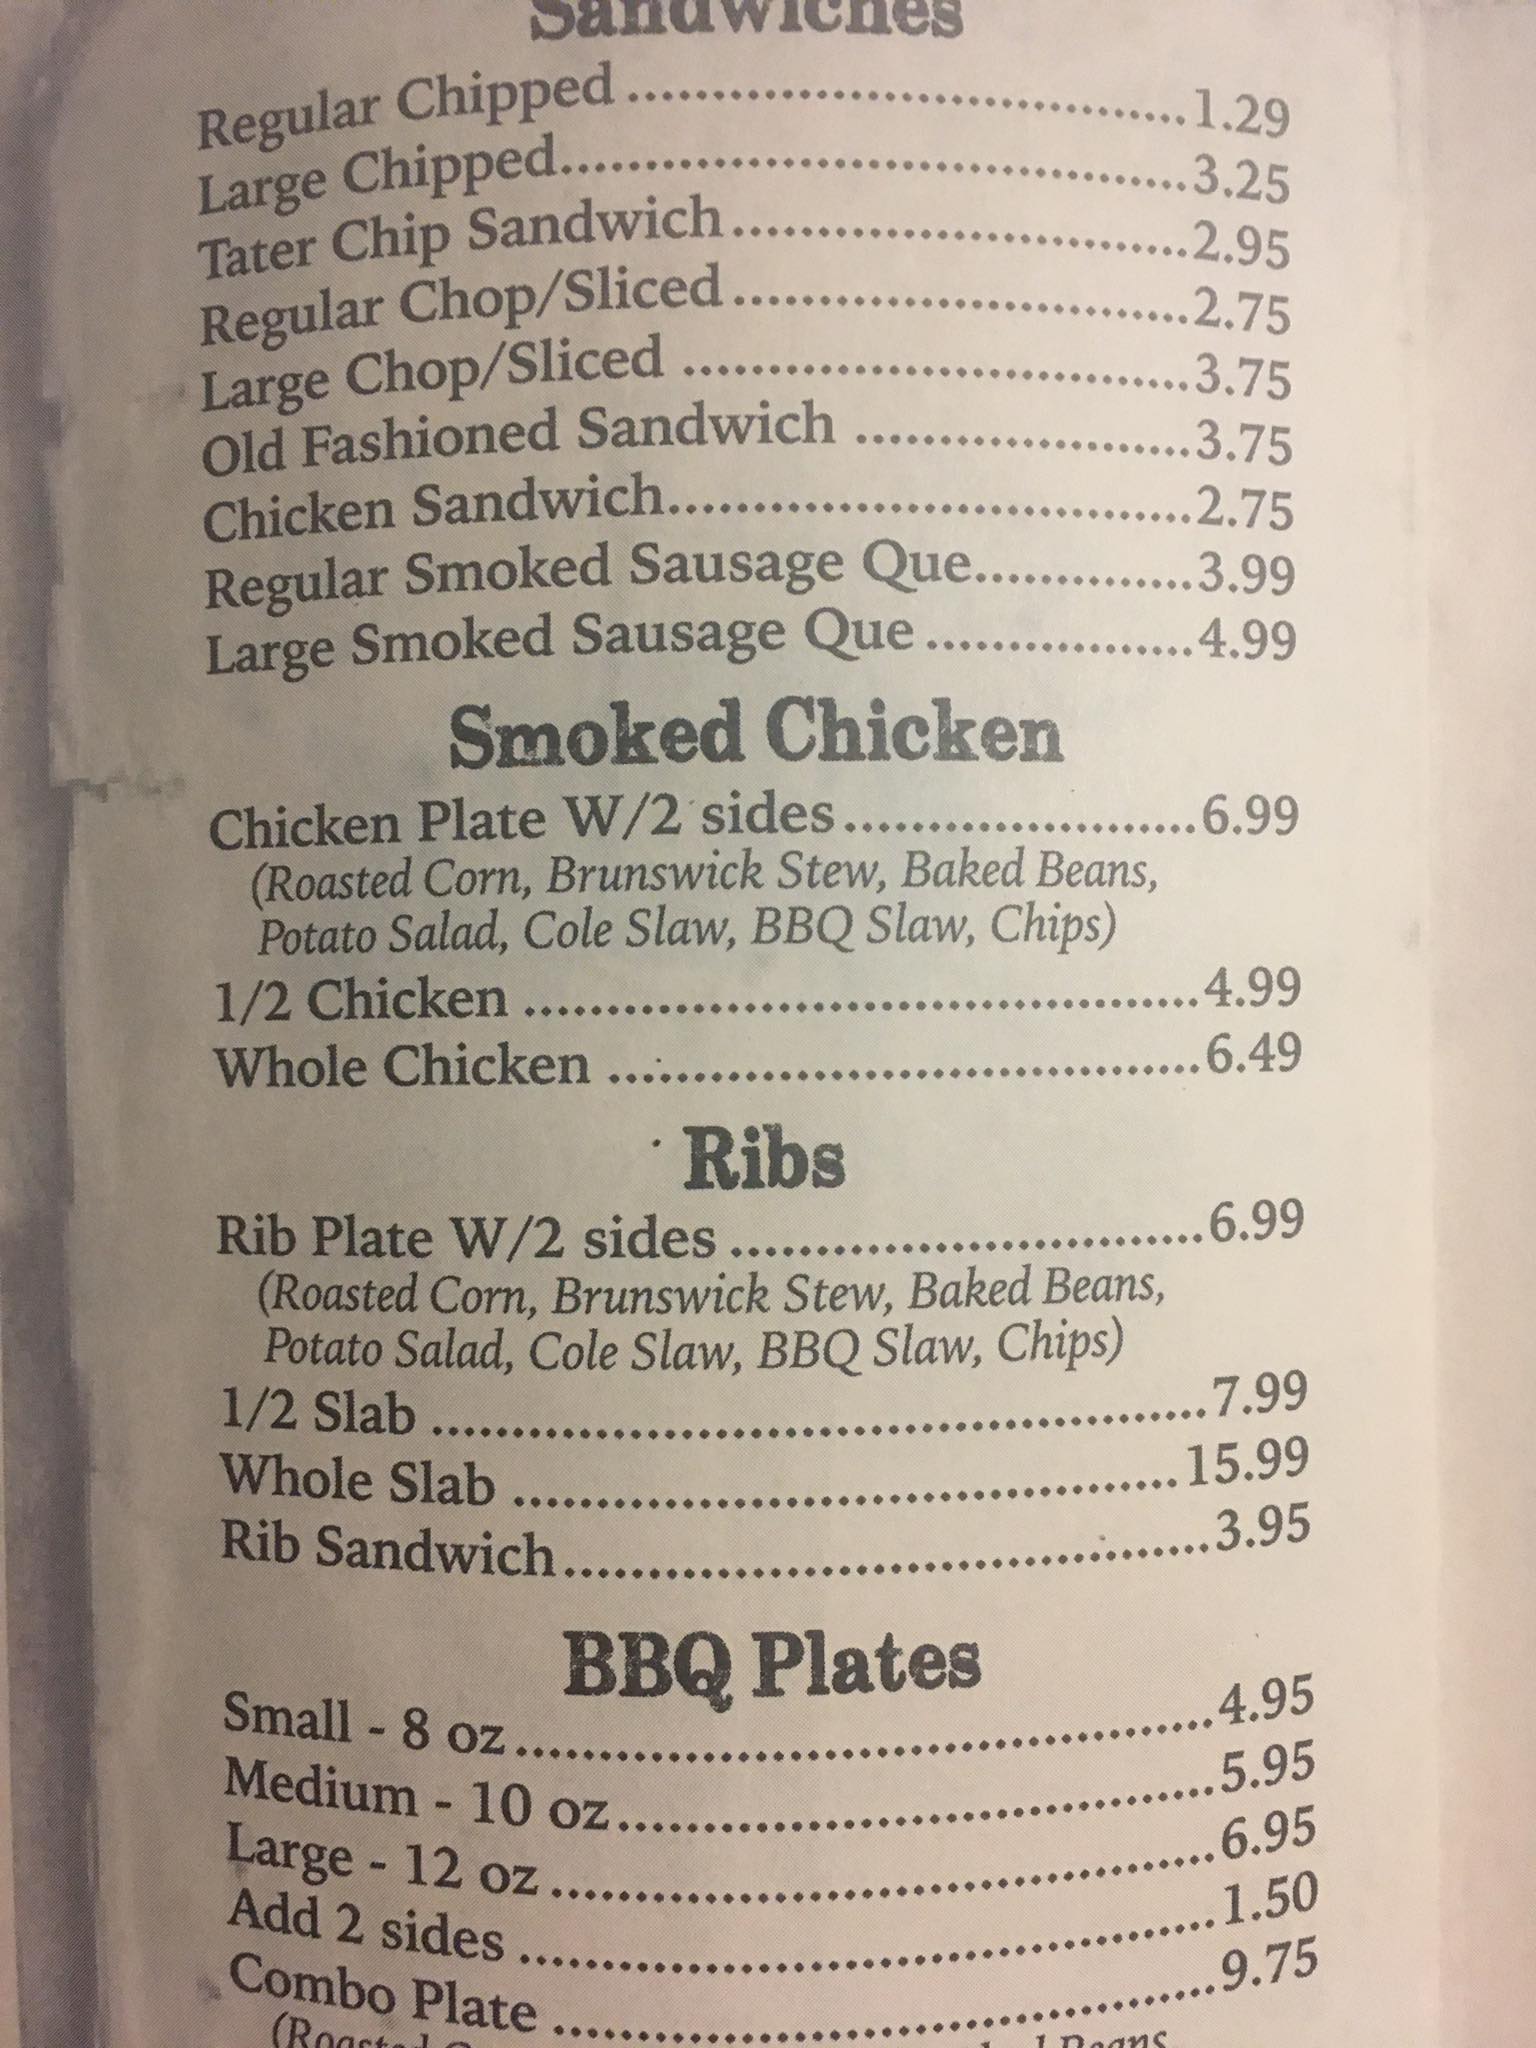 Sandwiches
Regular Chipped ........................................1.29
Large Chipped.............................................3.25
Tater Chip Sandwich.................................2.95
Regular Chop/Sliced.................................2.75
Large Chop/Sliced .....................................3.75
Old Fashioned Sandwich ........................3.75
Chicken Sandwich.....................................2.75
Regular Smoked Sausage Que................3.99
Large Smoked Sausage Que...................4.99
Smoked Chicken
Chicken Plate W/2 sides.........................6.99
(Roasted Corn, Brunswick Stew, Baked Beans,
Potato Salad, Cole Slaw, BBQ Slaw, Chips)
1/2 Chicken ................................................4.99
Whole Chicken ..........................................6.49
Ribs
Rib Plate W/2 sides..................................6.99
(Roasted Corn, Brunswick Stew, Baked Beans,
Potato Salad, Cole Slaw, BBQ Slaw, Chips)
1/2 Slab .......................................................7.99
Whole Slab ...............................................15.99
Rib Sandwich..............................................3.95
BBQ Plates
Small - 8 oz..................................................4.95
Medium - 10 oz...........................................5.95
Large - 12 oz...............................................6.95
Add 2 sides .................................................1.50
Combo Plate ...............................................9.75
(Roasted Beans,